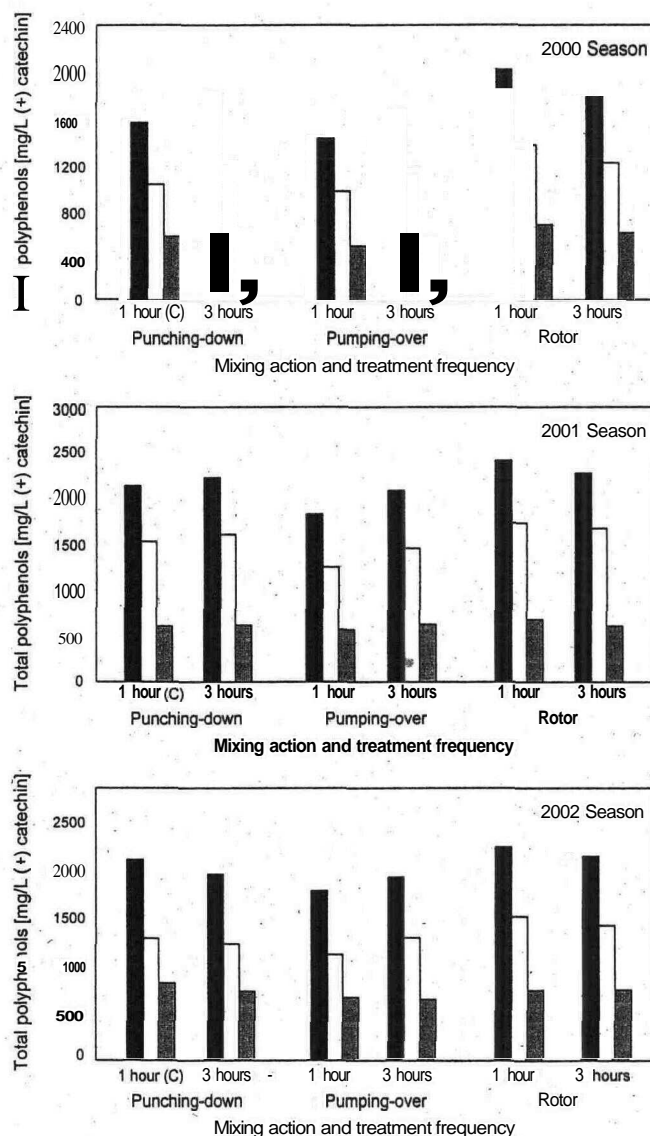 2400
2000
1600
1200
800
400
0
polyphenols [mg/L (+) catechin]
2000 Season
1 hour (C) 3 hours 1 hour 3 hours 1 hour 3 hours
Punching-down Pumping-over Rotor
Mixing action and treatment frequency
3000
2500
2000
1500
1000
500
0
Total polyphenols [mg/L (+) catechin]
2001 Season
1 hour (C) 3 hours 1 hour 3 hours 1 hour 3 hours
Punching-down Pumping-over Rotor
Mixing action and treatment frequency
2500
2000
1500
1000
500
0
Total polyphenols [mg/L (+) catechin]
2002 Season
1 hour (C) 3 hours - 1 hour 3 hours 1 hour 3 hours
Punching-down Pumping-over Rotor
Mixing action and treatment frequency